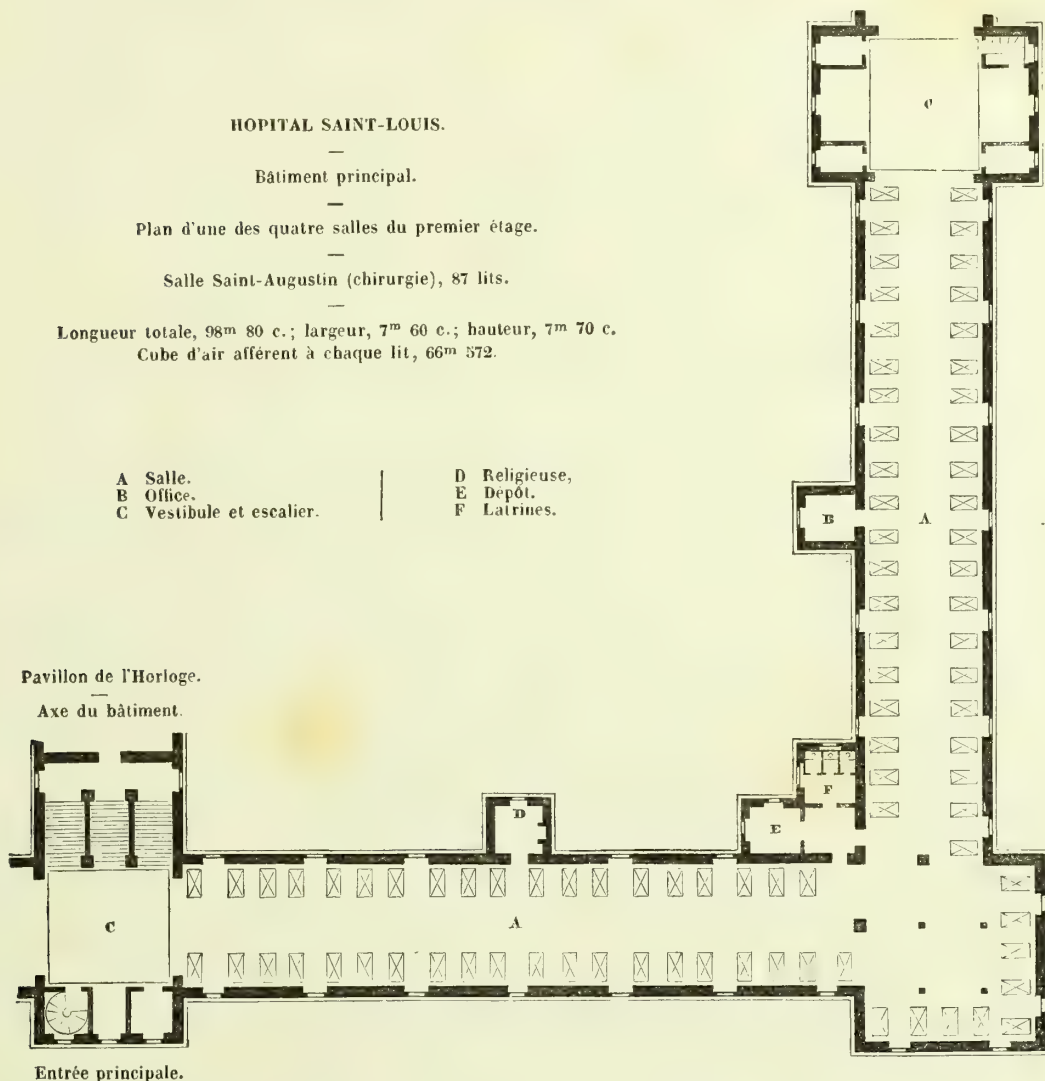 HOPITAL SAINT-LOUIS.
Bâtiment principal.
Plan d'une des quatre salles du premier étage.
Salle Saint-Augustin (chirurgie), 87 lits.
Longueur totale, 98m 80 c.; largeur, 7m 60 c.; hauteur, 7m 70 c.
Cube d'air afférent à chaque lit, 66m 572.
A Salle.
B Office.
C Vestibule et escalier.
D Religieuse,
E Dépôt.
F Latrines.
C
B
A
Pavillon de l'Horloge.
Axe du bâtiment.
F
D
E
C
A
Entrée principale.